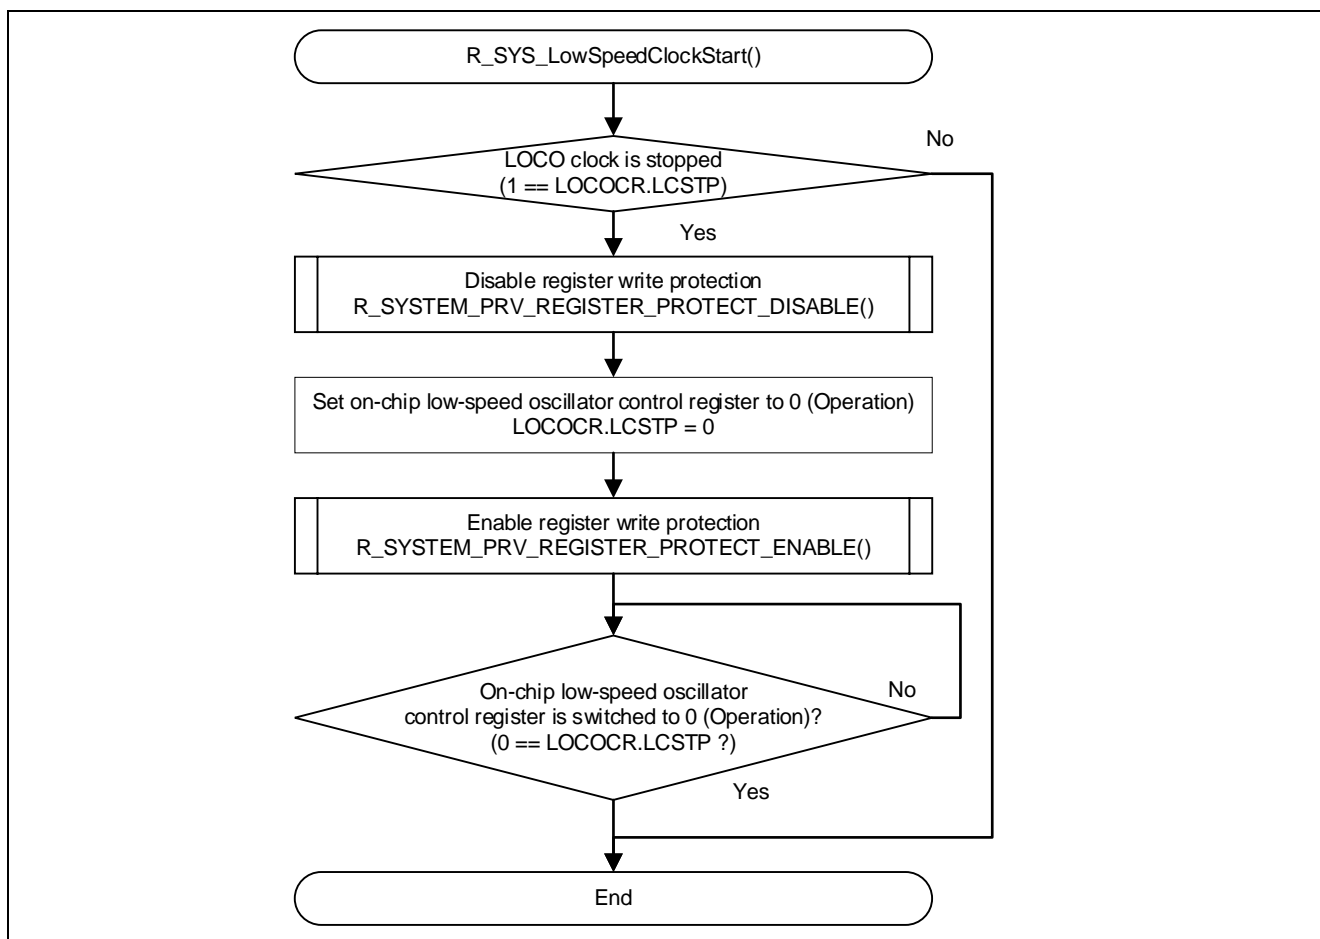 R_SYS_LowSpeedClockStart()
No
LOCO clock is stopped
(1 == LOCOCR.LCSTP)
Yes
Disable register write protection
R_SYSTEM_PRV_REGISTER_PROTECT_DISABLE()
Set on-chip low-speed oscillator control register to 0 (Operation)
LOCOCR.LCSTP = 0
Enable register write protection
R_SYSTEM_PRV_REGISTER_PROTECT_ENABLE()
On-chip low-speed oscillator
No
control register is switched to 0 (Operation)?
(0 == LOCOCR.LCSTP ?)
Yes
End